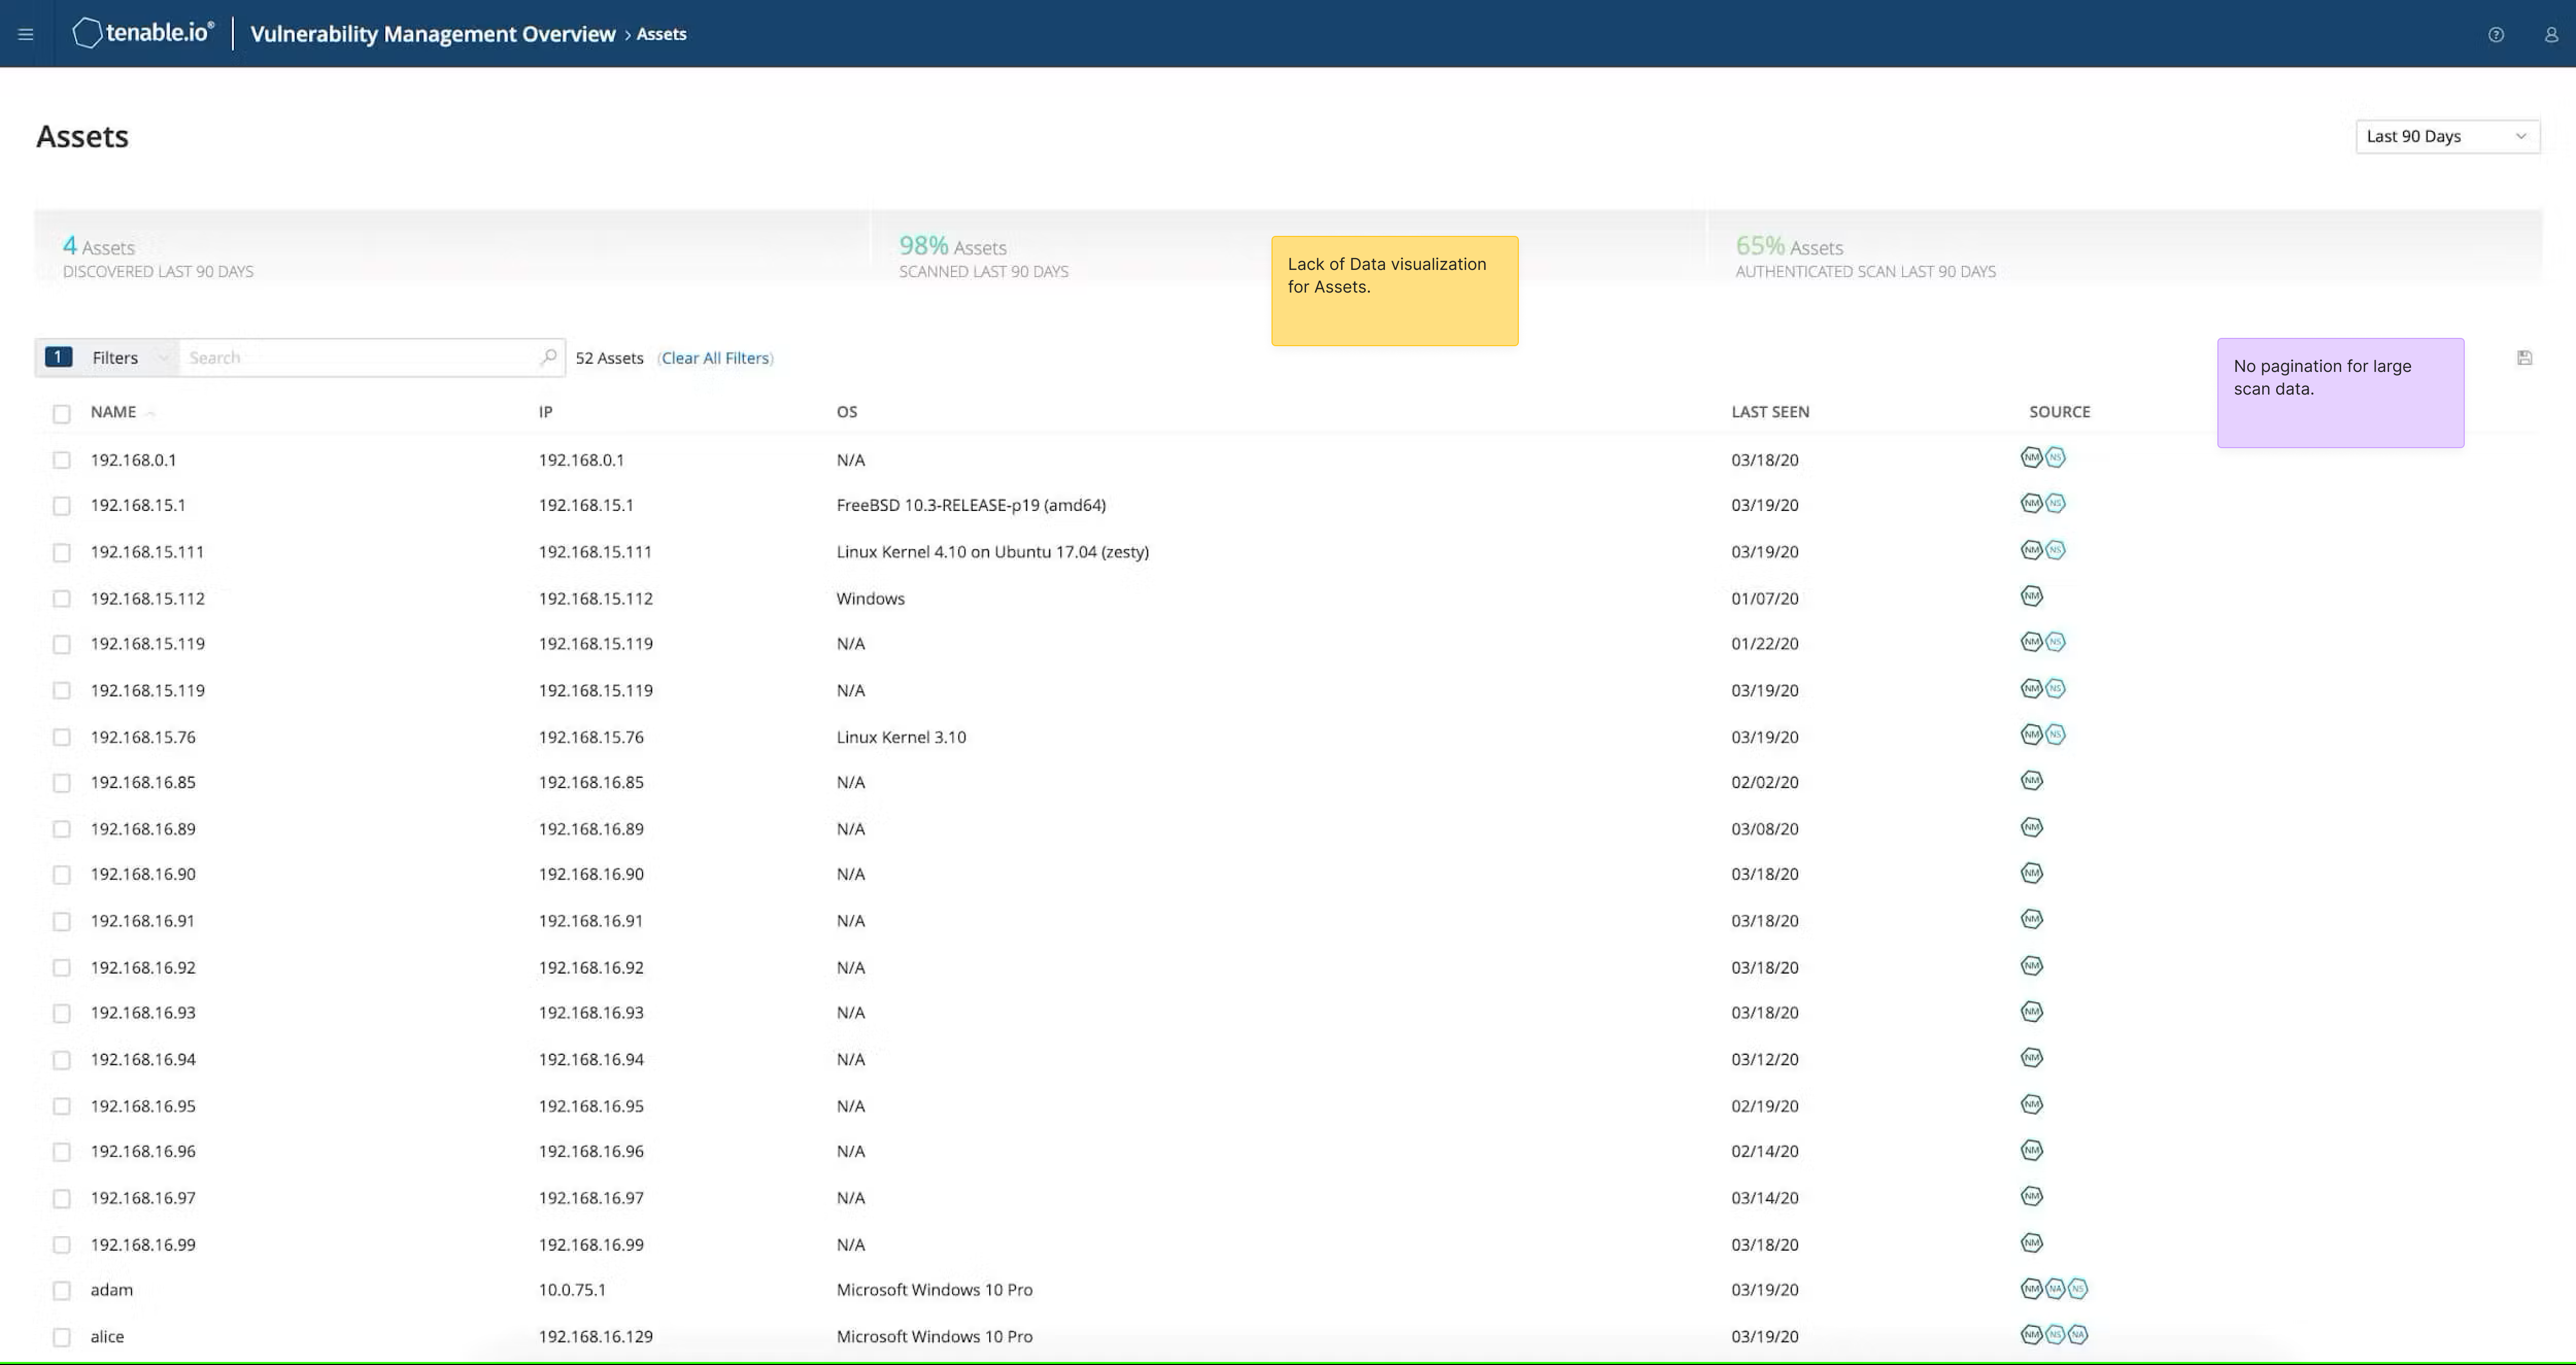 tenable.io® Vulnerability Management Overview › Assets
Assets
Last 90 Days
4 Assets
DISCOVERED LAST 90 DAYS
98% Assets
SCANNED LAST 90 DAYS
65% Assets
AUTHENTICATED SCAN LAST 90 DAYS
Lack of Data visualization
for Assets.
1 Filters Search 52 Assets (Clear All Filters)
No pagination for large
scan data.
NAME IP OS LAST SEEN SOURCE
192.168.0.1 192.168.0.1 N/A 03/18/20 NM NS
192.168.15.1 192.168.15.1 FreeBSD 10.3-RELEASE-p19 (amd64) 03/19/20 NM NS
192.168.15.111 192.168.15.111 Linux Kernel 4.10 on Ubuntu 17.04 (zesty) 03/19/20 NM NS
192.168.15.112 192.168.15.112 Windows 01/07/20 NM
192.168.15.119 192.168.15.119 N/A 01/22/20 NM NS
192.168.15.119 192.168.15.119 N/A 03/19/20 NM NS
192.168.15.76 192.168.15.76 Linux Kernel 3.10 03/19/20 NM NS
192.168.16.85 192.168.16.85 N/A 02/02/20 NM
192.168.16.89 192.168.16.89 N/A 03/08/20 NM
192.168.16.90 192.168.16.90 N/A 03/18/20 NM
192.168.16.91 192.168.16.91 N/A 03/18/20 NM
192.168.16.92 192.168.16.92 N/A 03/18/20 NM
192.168.16.93 192.168.16.93 N/A 03/18/20 NM
192.168.16.94 192.168.16.94 N/A 03/12/20 NM
192.168.16.95 192.168.16.95 N/A 02/19/20 NM
192.168.16.96 192.168.16.96 N/A 02/14/20 NM
192.168.16.97 192.168.16.97 N/A 03/14/20 NM
192.168.16.99 192.168.16.99 N/A 03/18/20 NM
adam 10.0.75.1 Microsoft Windows 10 Pro 03/19/20 NM NA NS
alice 192.168.16.129 Microsoft Windows 10 Pro 03/19/20 NM NS NA